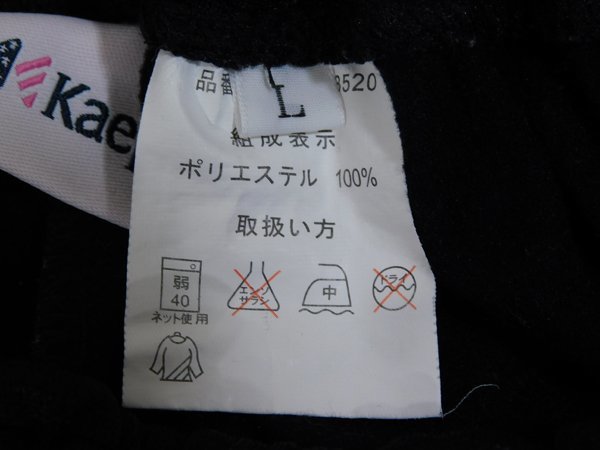 Kaep
品番 8520
L
組成表示
ポリエステル 100%
取扱い方
弱
40
ネット使用
エンソ
サラシ
中
ドライ